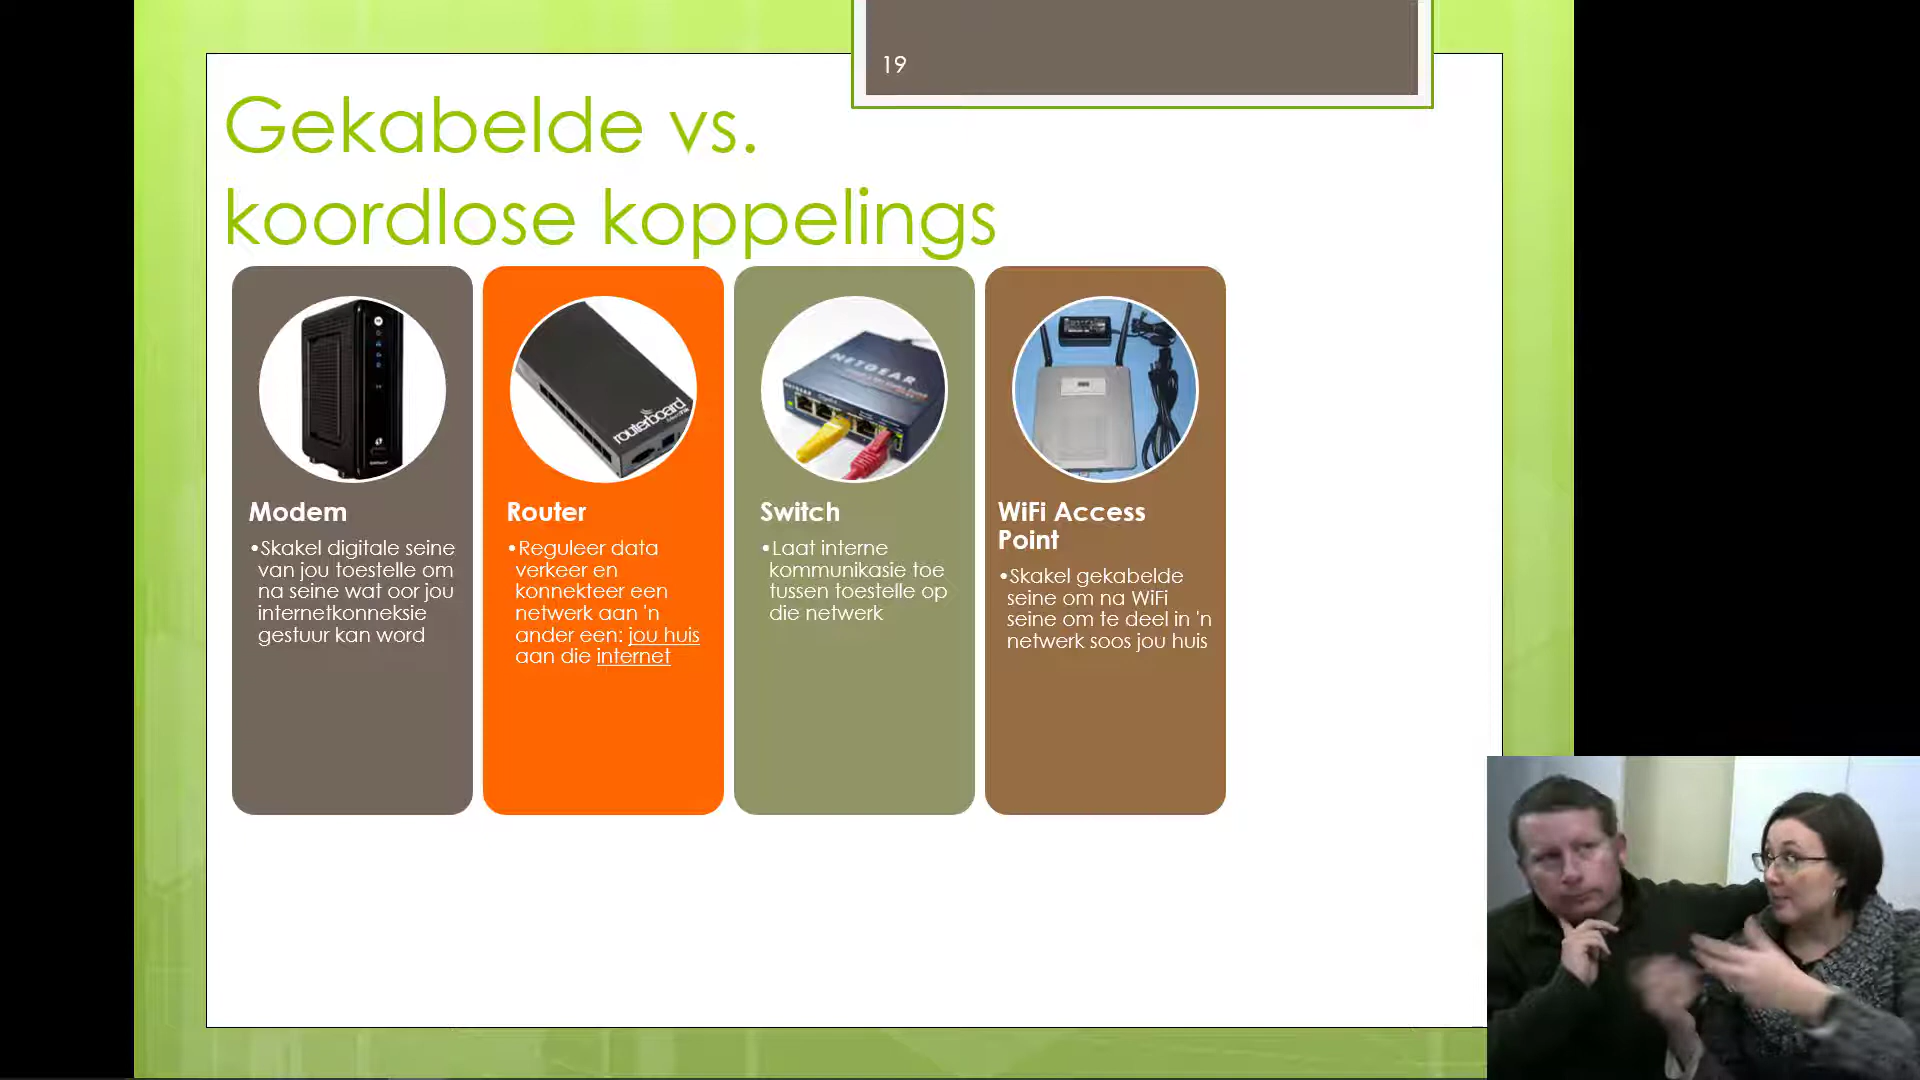 19
Gekabelde vs.
koordlose koppelings
Modem
•Skakel digitale seine
van jou toestelle om
na seine wat oor jou
internetkonneksie
gestuur kan word
routerboard
Router
•Reguleer data
verkeer en
konnekteer een
netwerk aan 'n
ander een: jou huis
aan die internet
NETGEAR
NETGEAR
Switch
•Laat interne
kommunikasie toe
tussen toestelle op
die netwerk
WiFi Access
Point
•Skakel gekabelde
seine om na WiFi
seine om te deel in 'n
netwerk soos jou huis